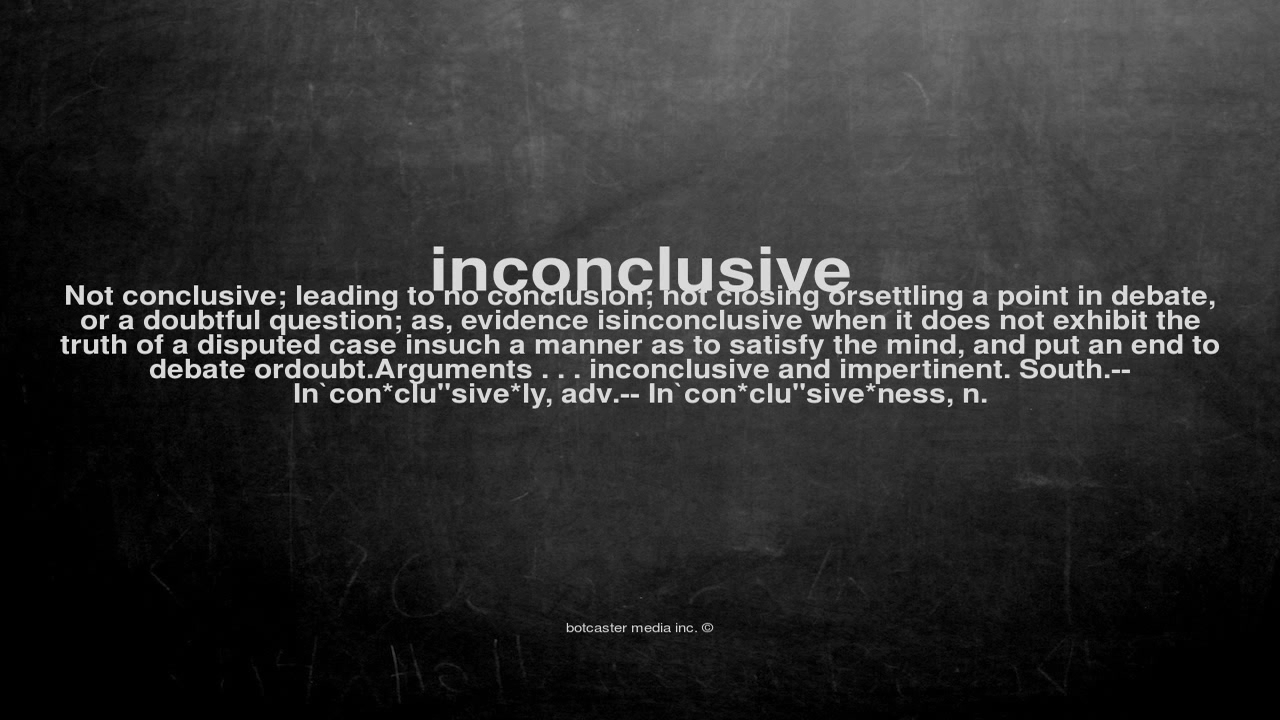 inconclusive
Not conclusive; leading to no conclusion; not closing orsettling a point in debate,
or a doubtful question; as, evidence isinconclusive when it does not exhibit the
truth of a disputed case insuch a manner as to satisfy the mind, and put an end to
debate ordoubt.Arguments . . . inconclusive and impertinent. South.--
In`con*clu"sive*ly, adv.-- In`con*clu"sive*ness, n.
botcaster media inc. ©